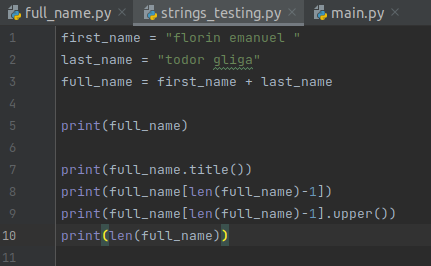 full_name.py × strings_testing.py × main.py
1 first_name = "florin emanuel "
2 last_name = "todor gliga"
3 full_name = first_name + last_name
4
5 print(full_name)
6
7 print(full_name.title())
8 print(full_name[len(full_name)-1])
9 print(full_name[len(full_name)-1].upper())
10 print(len(full_name))
11